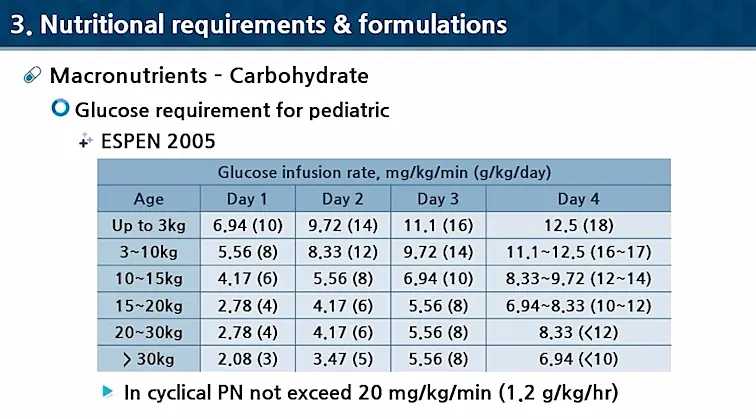 3. Nutritional requirements & formulations
Macronutrients - Carbohydrate
Glucose requirement for pediatric
ESPEN 2005
Glucose infusion rate, mg/kg/min (g/kg/day)
Age Day 1 Day 2 Day 3 Day 4
Up to 3kg 6.94 (10) 9.72 (14) 11.1 (16) 12.5 (18)
3~10kg 5.56 (8) 8.33 (12) 9.72 (14) 11.1~12.5 (16~17)
10~15kg 4.17 (6) 5.56 (8) 6.94 (10) 8.33~9.72 (12~14)
15~20kg 2.78 (4) 4.17 (6) 5.56 (8) 6.94~8.33 (10~12)
20~30kg 2.78 (4) 4.17 (6) 5.56 (8) 8.33 (<12)
> 30kg 2.08 (3) 3.47 (5) 5.56 (8) 6.94 (<10)
In cyclical PN not exceed 20 mg/kg/min (1.2 g/kg/hr)